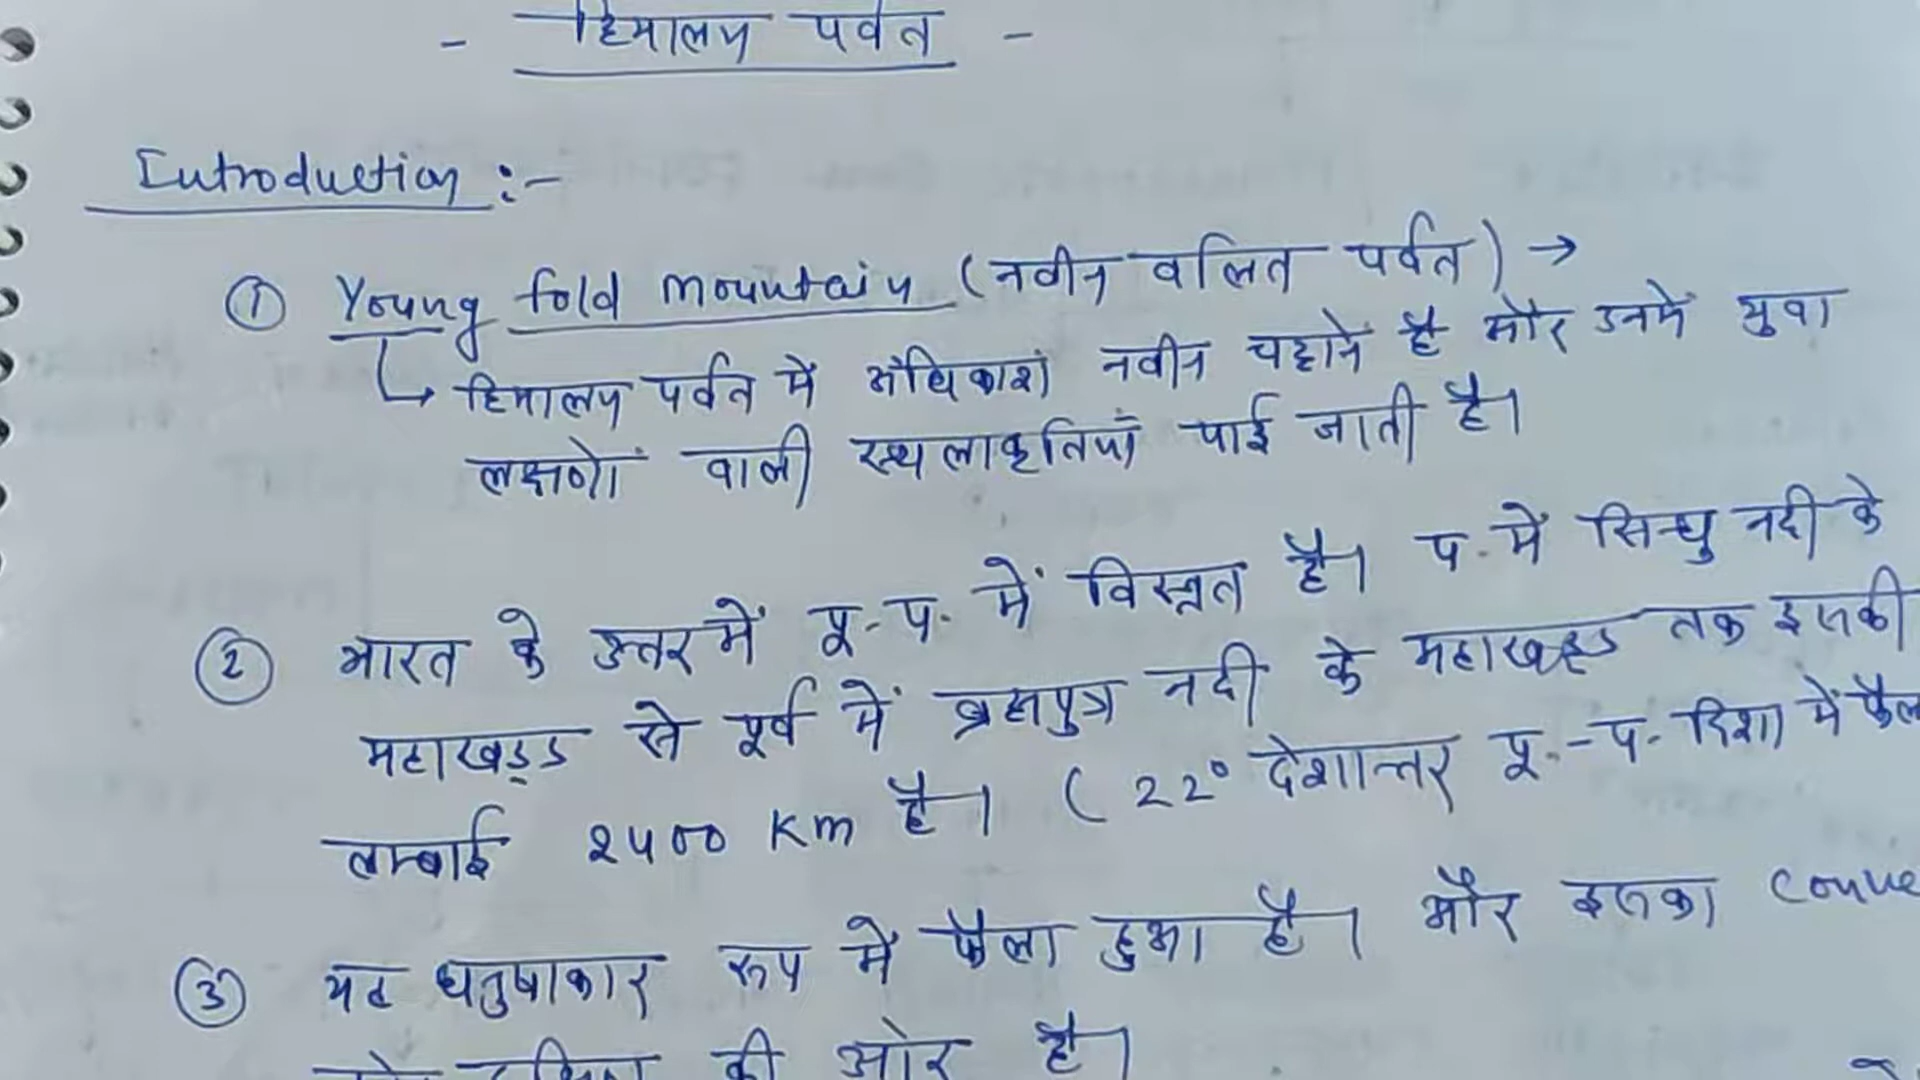 - हिमालय पर्वत -
Introduction :-
① Young fold mountain (नवीन वलित पर्वत) →
↳ हिमालय पर्वत में अधिकांश नवीन चट्टाने है और उनमें युवा
लक्षणों वाली स्थलाकृतियाँ पाई जाती है।
② भारत के उत्तर में पू.-प. में विस्तृत है। प. में सिन्धु नदी के
महाखड्ड से पूर्व में ब्रह्मपुत्र नदी के महाखड्ड तक इसकी
लम्बाई 2400 km है। ( 22° देशान्तर पू.-प. दिशा में
③ यह धनुषाकार रूप में फैला हुआ है। और इसका
की ओर है।